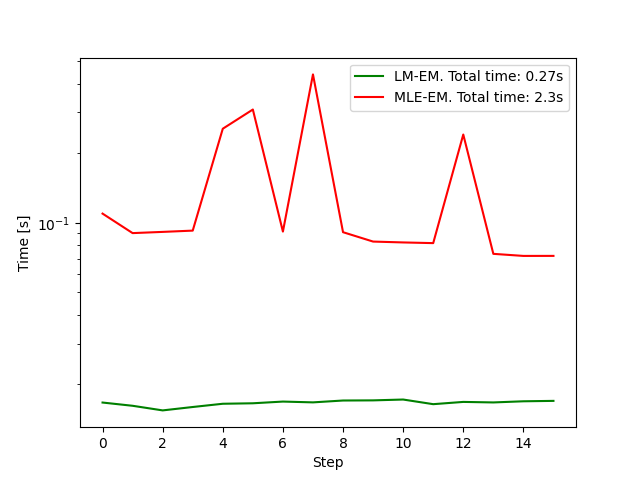 LM-EM. Total time: 0.27s
MLE-EM. Total time: 2.3s
Time [s]
10⁻¹
0 2 4 6 8 10 12 14
Step